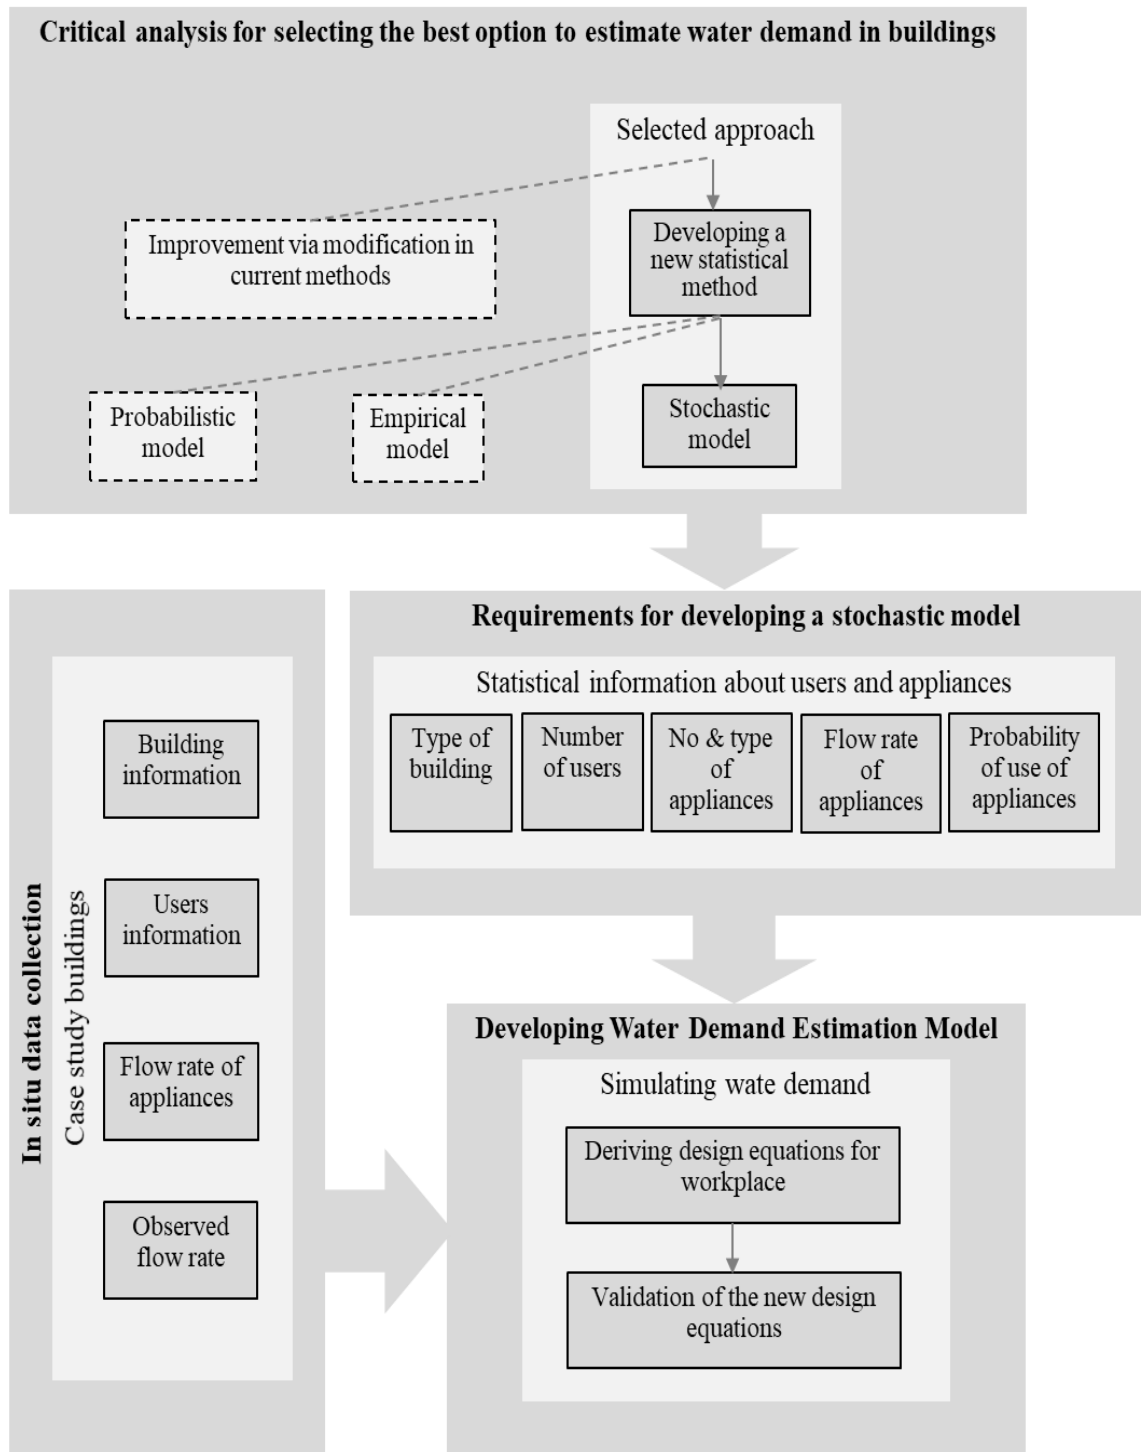 Critical analysis for selecting the best option to estimate water demand in buildings
Selected approach
Improvement via modification in
current methods
Developing a
new statistical
method
Probabilistic
model
Empirical
model
Stochastic
model
Requirements for developing a stochastic model
Statistical information about users and appliances
Type of
building
Number
of users
No & type
of
appliances
Flow rate
of
appliances
Probability
of use of
appliances
In situ data collection
Case study buildings
Building
information
Users
information
Flow rate of
appliances
Observed
flow rate
Developing Water Demand Estimation Model
Simulating wate demand
Deriving design equations for
workplace
Validation of the new design
equations